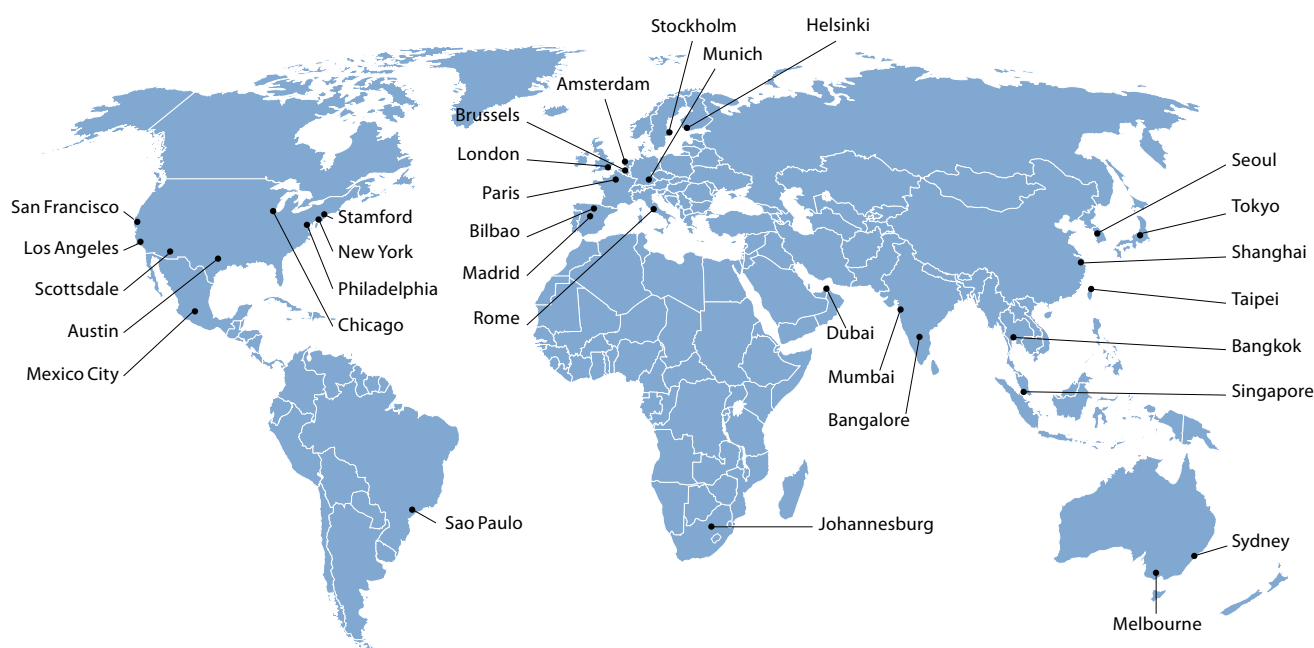 Stockholm
Helsinki
Munich
Amsterdam
Brussels
London
Paris
Bilbao
Madrid
Rome
San Francisco
Los Angeles
Scottsdale
Austin
Mexico City
Stamford
New York
Philadelphia
Chicago
Sao Paulo
Dubai
Mumbai
Bangalore
Johannesburg
Seoul
Tokyo
Shanghai
Taipei
Bangkok
Singapore
Sydney
Melbourne